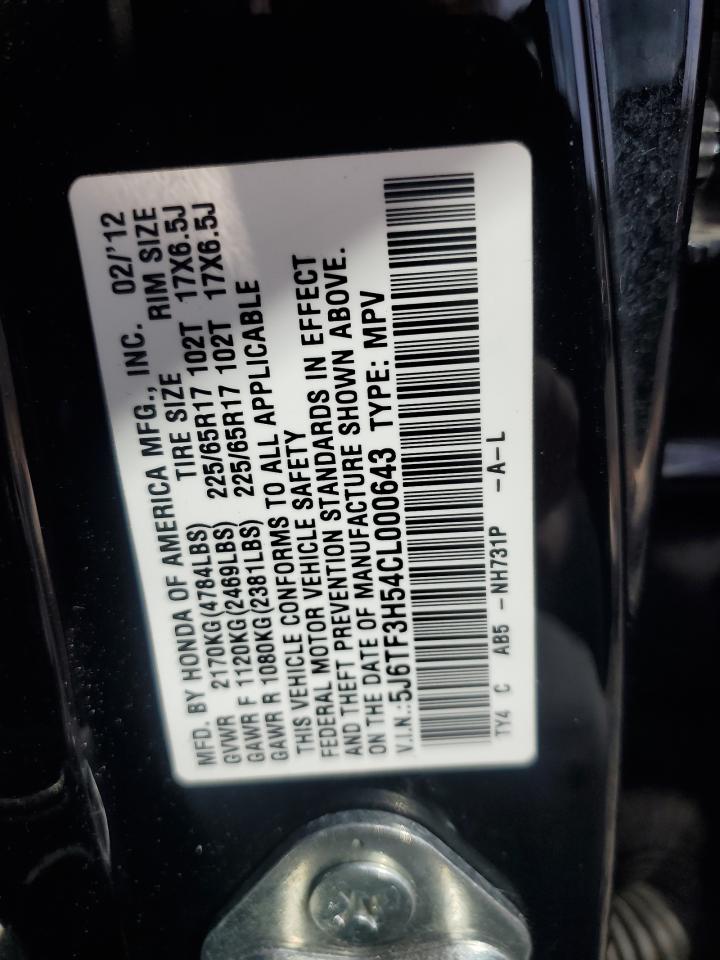 MFD. BY HONDA OF AMERICA MFG., INC. 02/'12
GVWR 2170KG(4784LBS) TIRE SIZE RIM SIZE
GAWR F 1120KG(2469LBS) 225/65R17 102T 17X6.5J
GAWR R 1080KG(2381LBS) 225/65R17 102T 17X6.5J
THIS VEHICLE CONFORMS TO ALL APPLICABLE
FEDERAL MOTOR VEHICLE SAFETY
AND THEFT PREVENTION STANDARDS IN EFFECT
ON THE DATE OF MANUFACTURE SHOWN ABOVE.
V.I.N.:5J6TF3H54CL000643 TYPE: MPV
TY4 C AB5 -NH731P -A-L